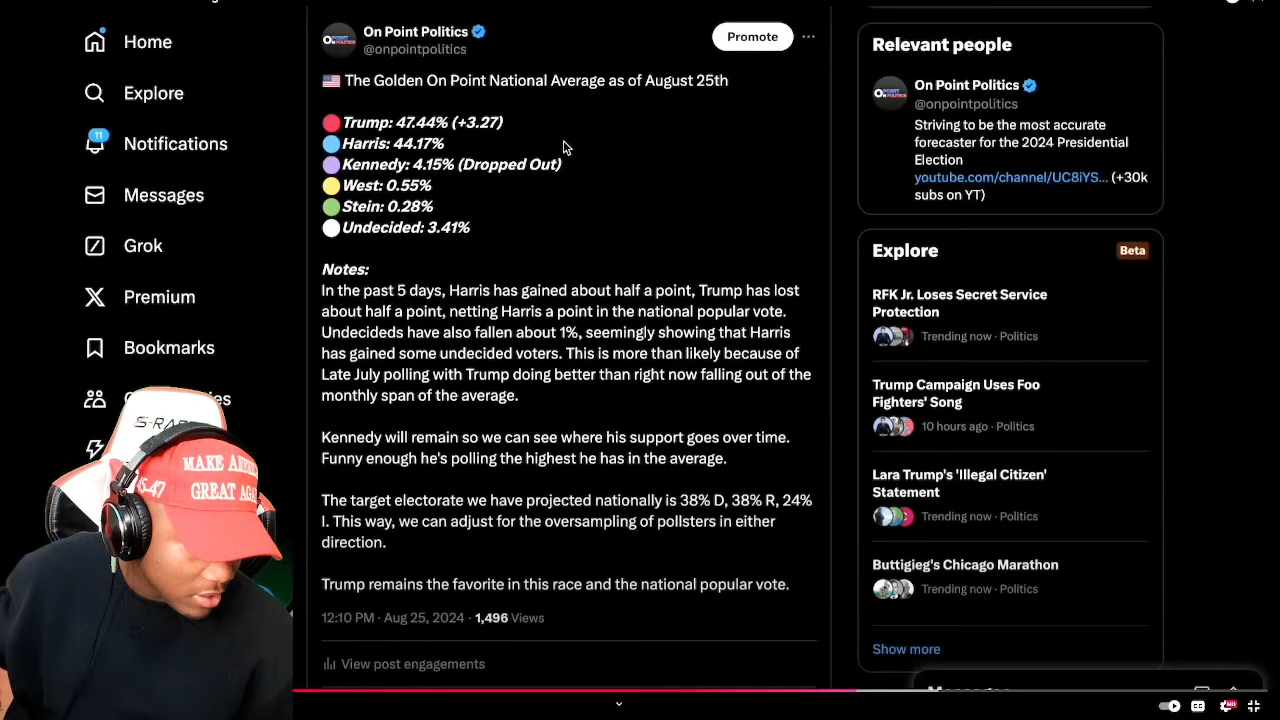 On Point Politics
@onpointpolitics
Promote
Home
Explore
Notifications
11
Messages
Grok
Premium
Bookmarks
🇺🇸 The Golden On Point National Average as of August 25th
🔴Trump: 47.44% (+3.27)
🔵Harris: 44.17%
🟣Kennedy: 4.15% (Dropped Out)
🟡West: 0.55%
🟢Stein: 0.28%
⚪Undecided: 3.41%
Notes:
In the past 5 days, Harris has gained about half a point, Trump has lost
about half a point, netting Harris a point in the national popular vote.
Undecideds have also fallen about 1%, seemingly showing that Harris
has gained some undecided voters. This is more than likely because of
Late July polling with Trump doing better than right now falling out of the
monthly span of the average.
Kennedy will remain so we can see where his support goes over time.
Funny enough he's polling the highest he has in the average.
The target electorate we have projected nationally is 38% D, 38% R, 24%
I. This way, we can adjust for the oversampling of pollsters in either
direction.
Trump remains the favorite in this race and the national popular vote.
12:10 PM · Aug 25, 2024 · 1,496 Views
View post engagements
Relevant people
On Point Politics
@onpointpolitics
Striving to be the most accurate
forecaster for the 2024 Presidential
Election
youtube.com/channel/UC8iYS... (+30k
subs on YT)
Explore
Beta
RFK Jr. Loses Secret Service
Protection
Trending now · Politics
Trump Campaign Uses Foo
Fighters' Song
10 hours ago · Politics
Lara Trump's 'Illegal Citizen'
Statement
Trending now · Politics
Buttigieg's Chicago Marathon
Trending now · Politics
Show more
S-RAC
MAKE AMER
GREAT AGA
45-47
CC
HD